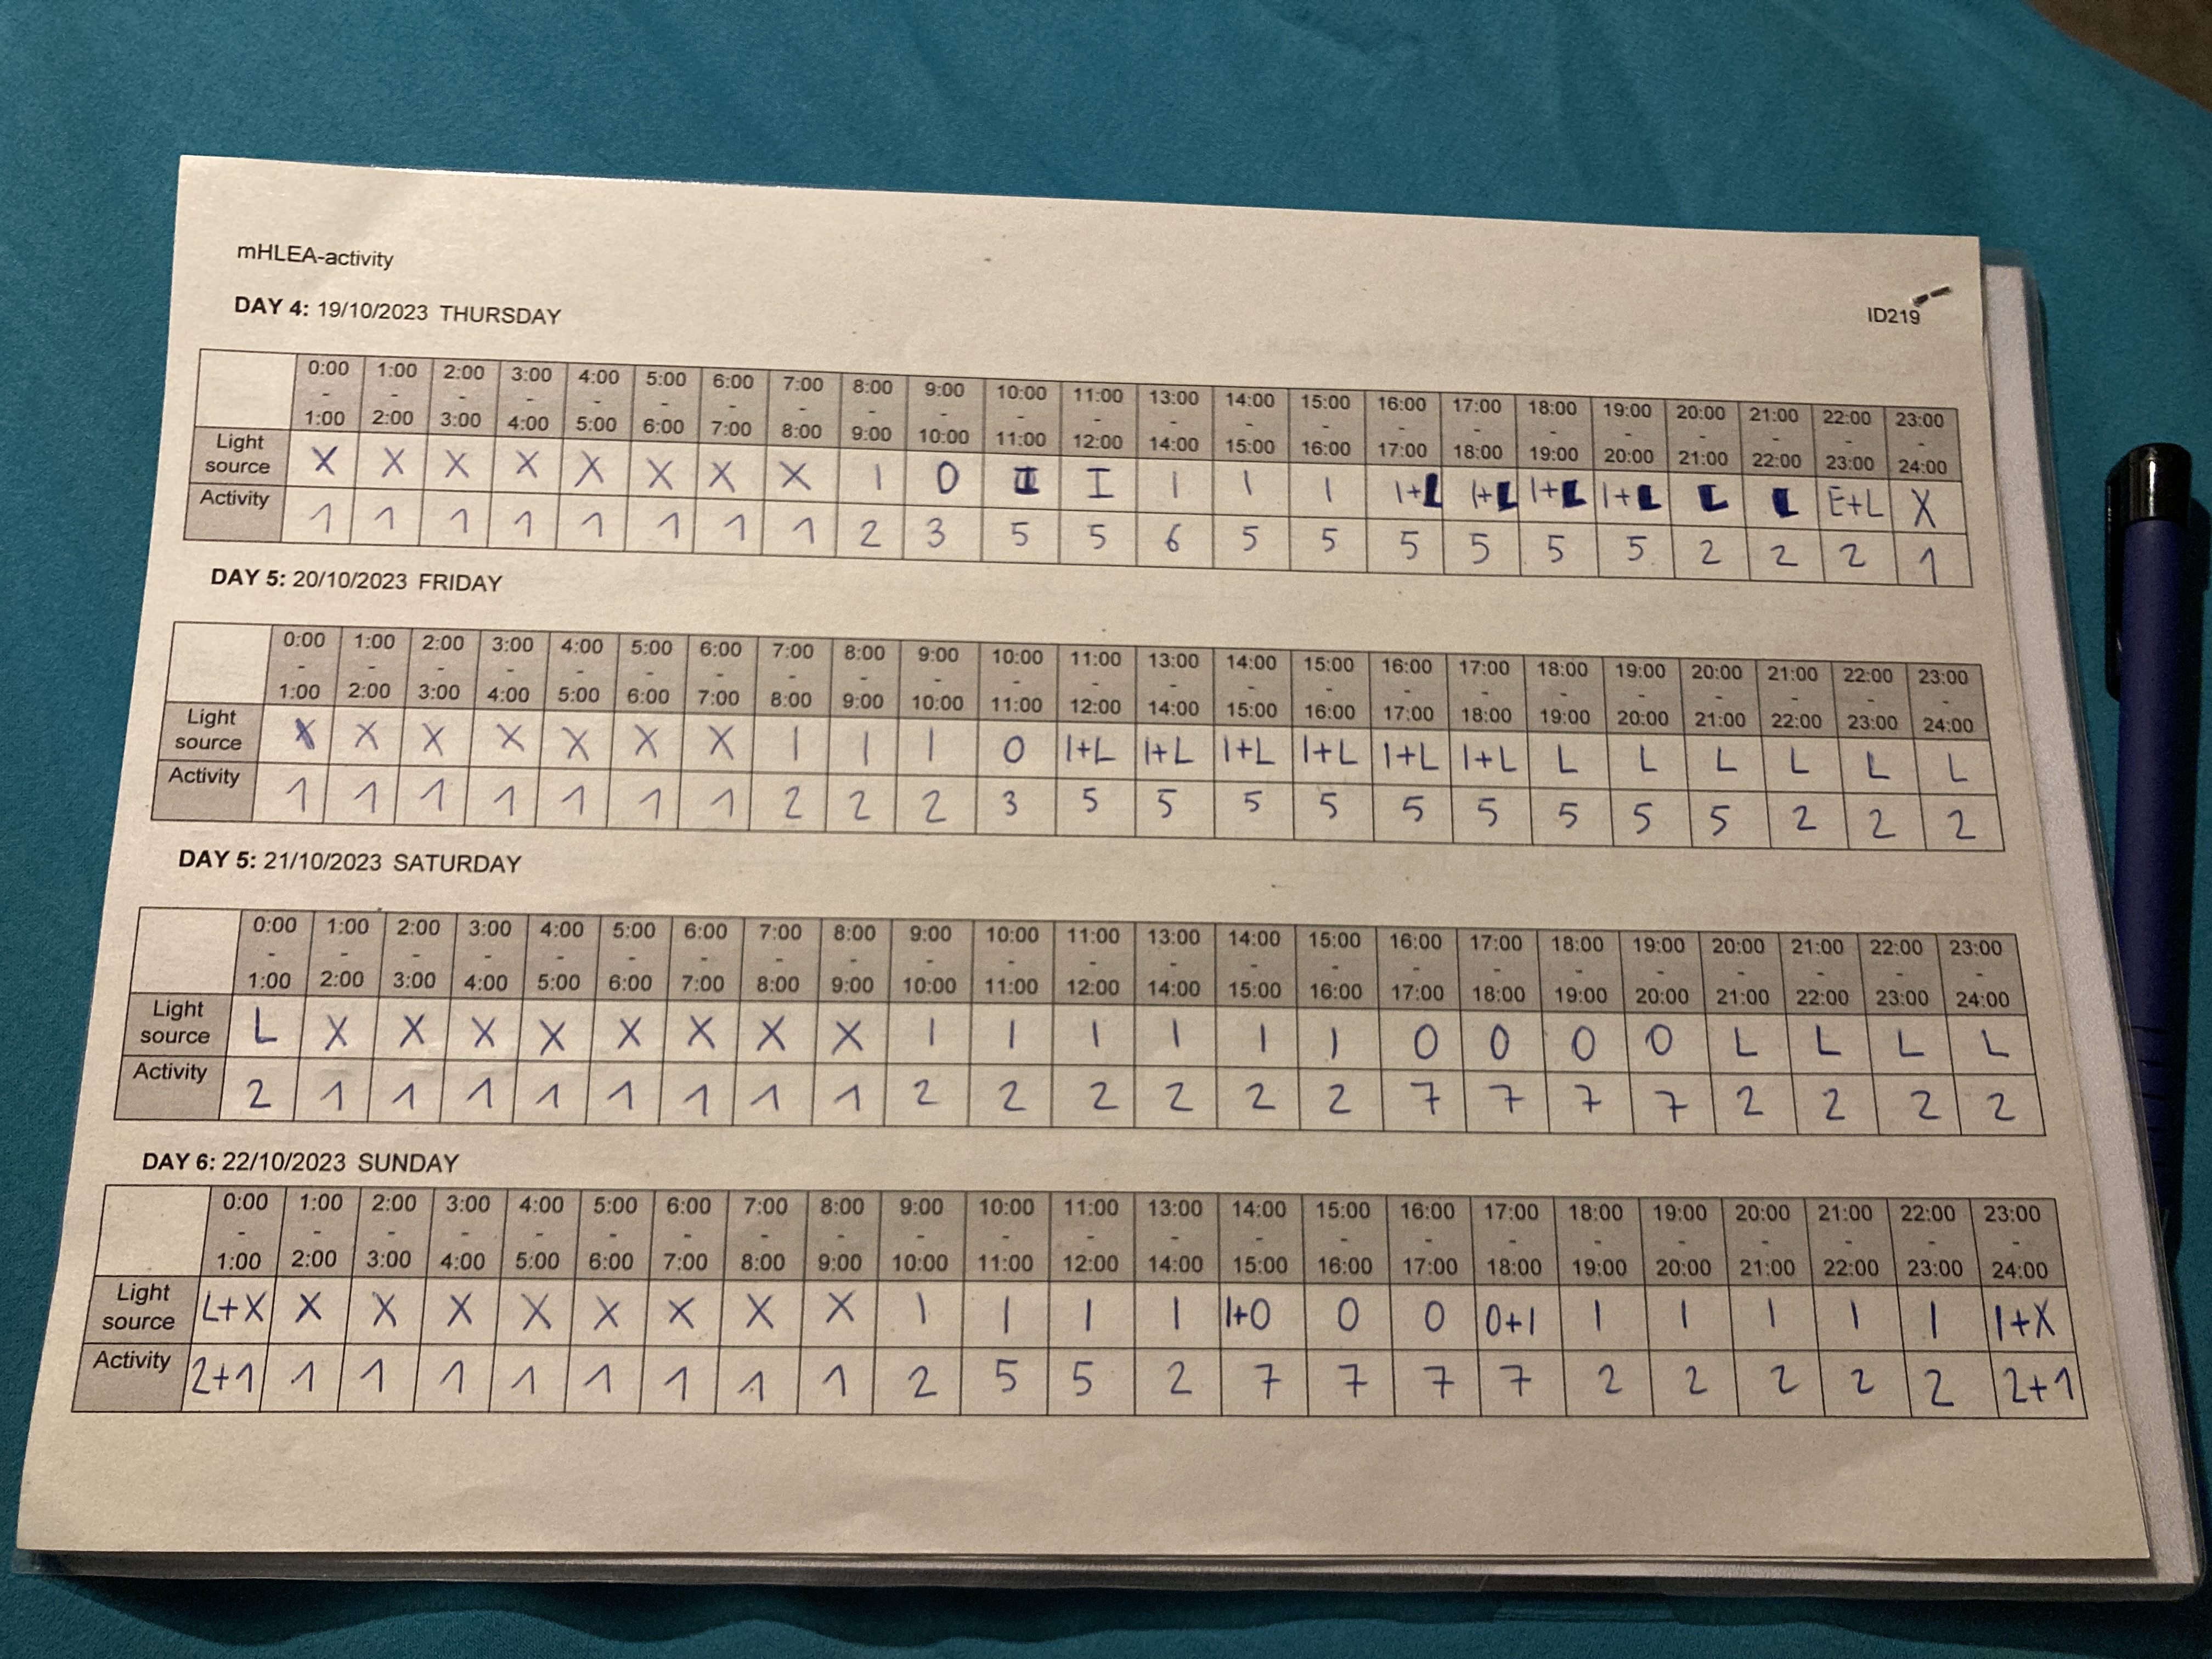 mHLEA-activity
ID219
DAY 4: 19/10/2023 THURSDAY
0:00 - 1:00 1:00 - 2:00 2:00 - 3:00 3:00 - 4:00 4:00 - 5:00 5:00 - 6:00 6:00 - 7:00 7:00 - 8:00 8:00 - 9:00 9:00 - 10:00 10:00 - 11:00 11:00 - 12:00 13:00 - 14:00 14:00 - 15:00 15:00 - 16:00 16:00 - 17:00 17:00 - 18:00 18:00 - 19:00 19:00 - 20:00 20:00 - 21:00 21:00 - 22:00 22:00 - 23:00 23:00 - 24:00
Light source X X X X X X X X I O I I I I I I+L I+L I+L I+L L L E+L X
Activity 1 1 1 1 1 1 1 1 2 3 5 5 6 5 5 5 5 5 5 2 2 2 1
DAY 5: 20/10/2023 FRIDAY
0:00 - 1:00 1:00 - 2:00 2:00 - 3:00 3:00 - 4:00 4:00 - 5:00 5:00 - 6:00 6:00 - 7:00 7:00 - 8:00 8:00 - 9:00 9:00 - 10:00 10:00 - 11:00 11:00 - 12:00 13:00 - 14:00 14:00 - 15:00 15:00 - 16:00 16:00 - 17:00 17:00 - 18:00 18:00 - 19:00 19:00 - 20:00 20:00 - 21:00 21:00 - 22:00 22:00 - 23:00 23:00 - 24:00
Light source X X X X X X X I I I O I+L I+L I+L I+L I+L I+L L L L L L L
Activity 1 1 1 1 1 1 1 2 2 2 3 5 5 5 5 5 5 5 5 5 2 2 2
DAY 5: 21/10/2023 SATURDAY
0:00 - 1:00 1:00 - 2:00 2:00 - 3:00 3:00 - 4:00 4:00 - 5:00 5:00 - 6:00 6:00 - 7:00 7:00 - 8:00 8:00 - 9:00 9:00 - 10:00 10:00 - 11:00 11:00 - 12:00 13:00 - 14:00 14:00 - 15:00 15:00 - 16:00 16:00 - 17:00 17:00 - 18:00 18:00 - 19:00 19:00 - 20:00 20:00 - 21:00 21:00 - 22:00 22:00 - 23:00 23:00 - 24:00
Light source L X X X X X X X X I I I I I I O O O O L L L L
Activity 2 1 1 1 1 1 1 1 1 2 2 2 2 2 2 7 7 7 7 2 2 2 2
DAY 6: 22/10/2023 SUNDAY
0:00 - 1:00 1:00 - 2:00 2:00 - 3:00 3:00 - 4:00 4:00 - 5:00 5:00 - 6:00 6:00 - 7:00 7:00 - 8:00 8:00 - 9:00 9:00 - 10:00 10:00 - 11:00 11:00 - 12:00 13:00 - 14:00 14:00 - 15:00 15:00 - 16:00 16:00 - 17:00 17:00 - 18:00 18:00 - 19:00 19:00 - 20:00 20:00 - 21:00 21:00 - 22:00 22:00 - 23:00 23:00 - 24:00
Light source L+X X X X X X X X X I I I I I+O O O O+I I I I I I I+X
Activity 2+1 1 1 1 1 1 1 1 1 2 5 5 2 7 7 7 7 2 2 2 2 2 2+1